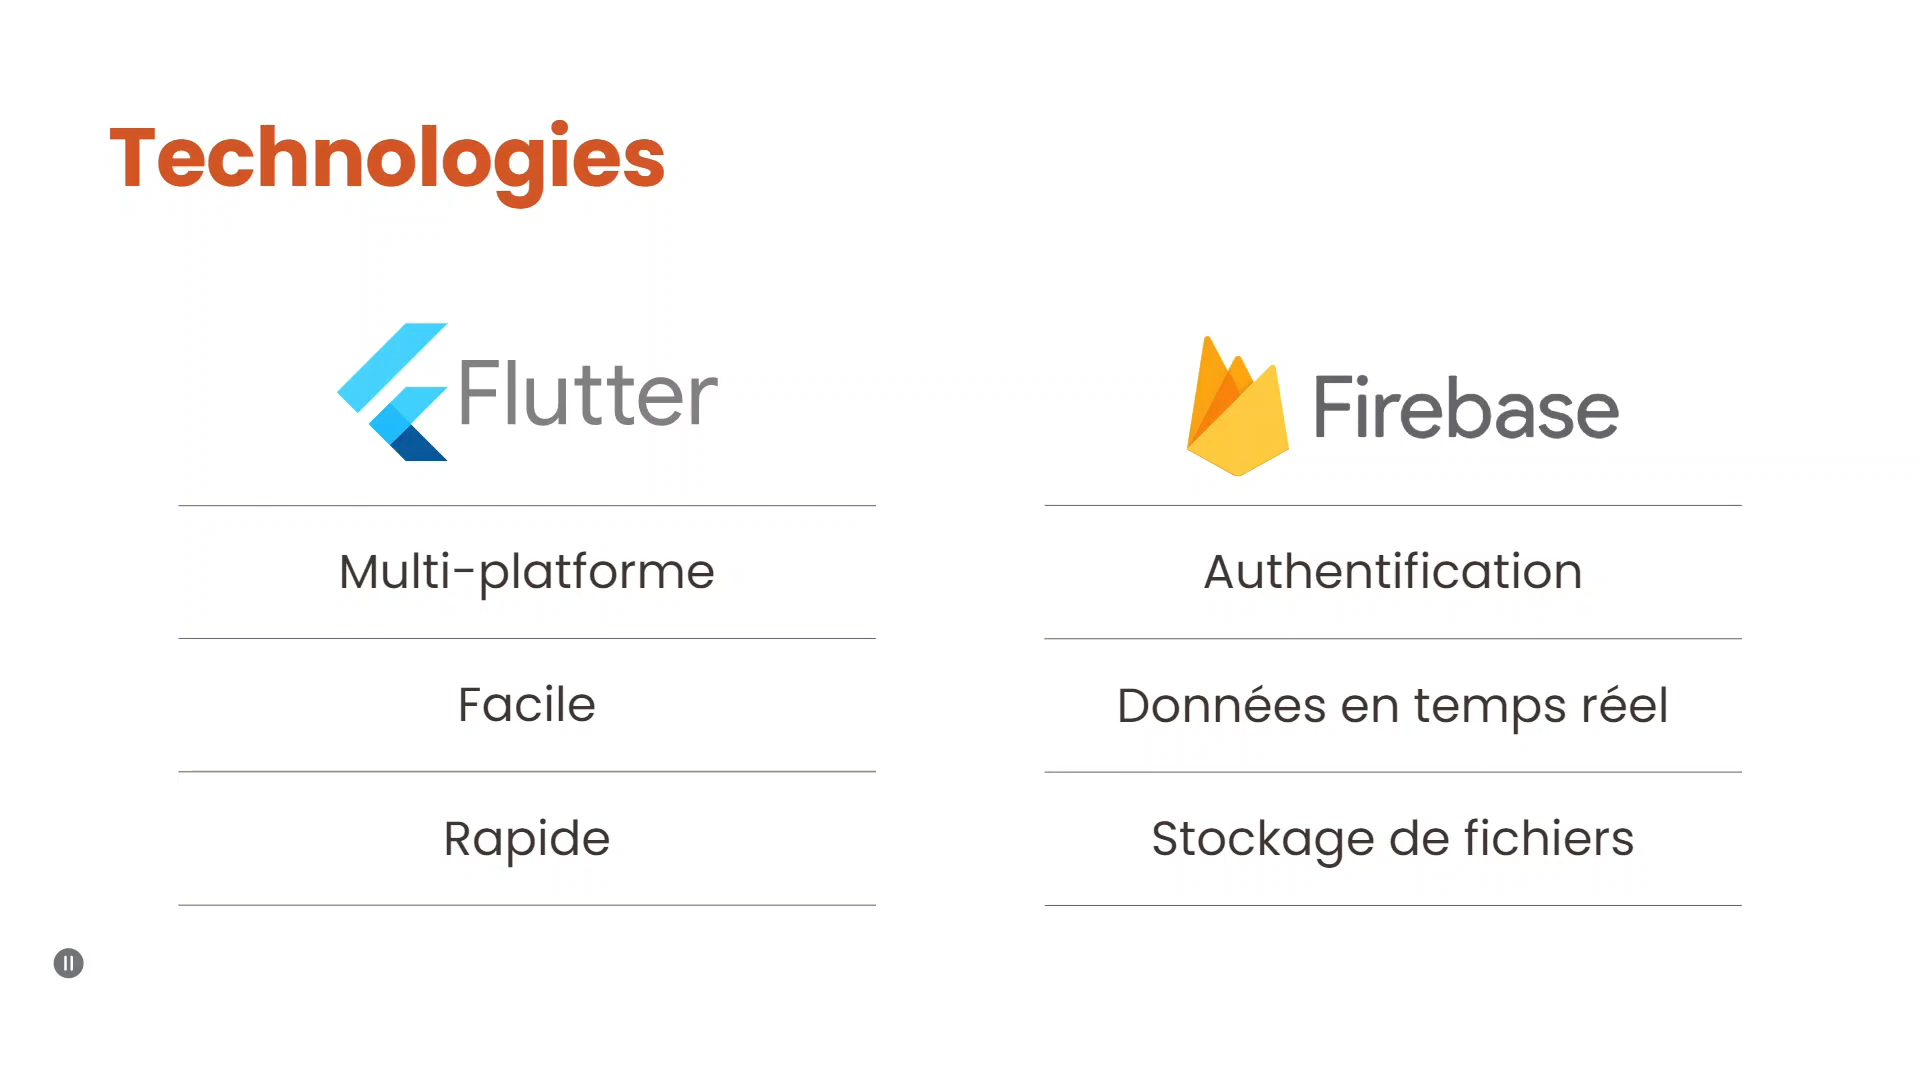 Technologies
Flutter
Multi-platforme
Facile
Rapide
Firebase
Authentification
Données en temps réel
Stockage de fichiers